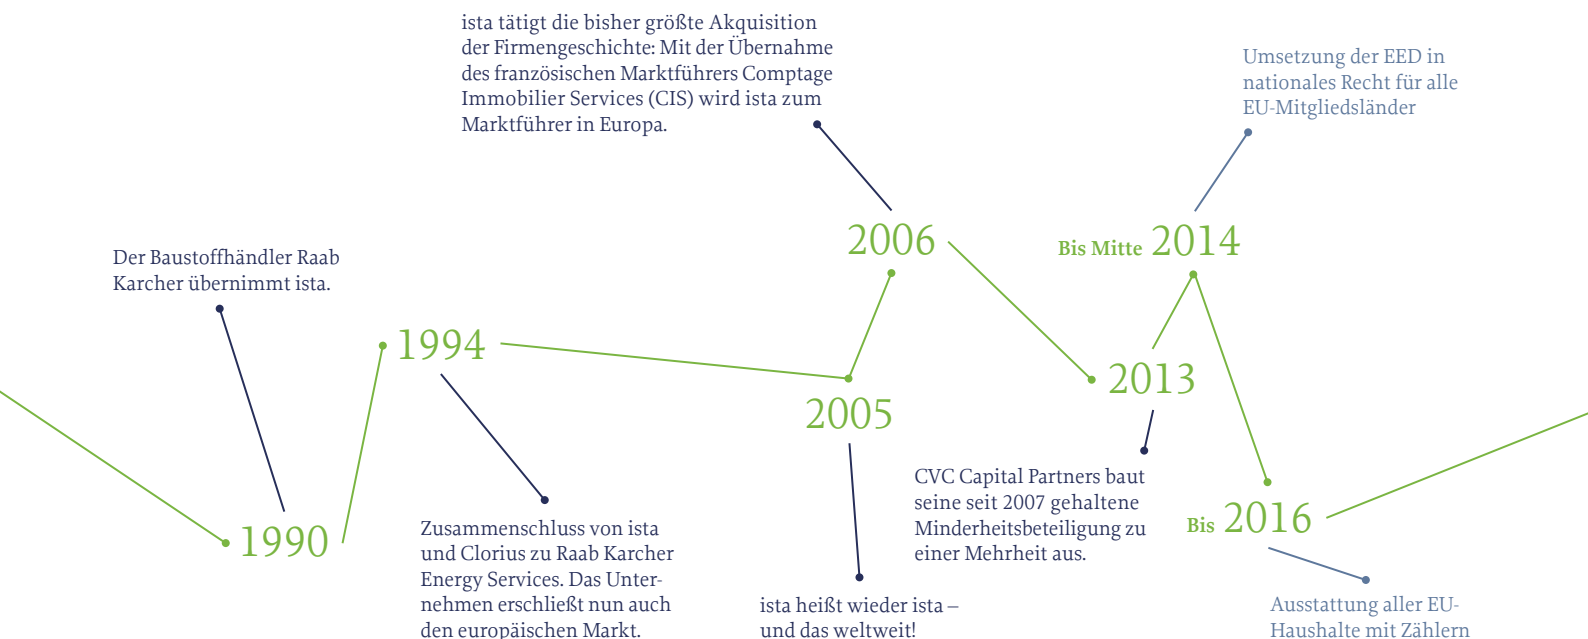 ista tätigt die bisher größte Akquisition
der Firmengeschichte: Mit der Übernahme
des französischen Marktführers Comptage
Immobilier Services (CIS) wird ista zum
Marktführer in Europa.
Umsetzung der EED in
nationales Recht für alle
EU-Mitgliedsländer
2006
Bis Mitte 2014
Der Baustoffhändler Raab
Karcher übernimmt ista.
1994
2013
2005
CVC Capital Partners baut
seine seit 2007 gehaltene
Minderheitsbeteiligung zu
einer Mehrheit aus.
Bis 2016
1990
Zusammenschluss von ista
und Clorius zu Raab Karcher
Energy Services. Das Unter-
nehmen erschließt nun auch
den europäischen Markt.
ista heißt wieder ista –
und das weltweit!
Ausstattung aller EU-
Haushalte mit Zählern